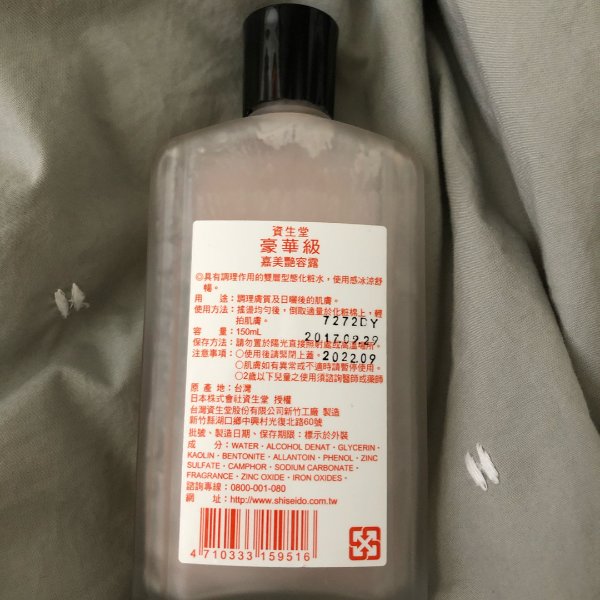 資生堂
豪華級
嘉美艷容露
◎具有調理作用的雙層型態化粧水，使用感冰涼舒
暢。
用　途：調理膚質及日曬後的肌膚。
使用方法：搖盪均勻後，倒取適量於化粧棉上，輕
拍肌膚。
7272DY
容　量：150ml
20170929
保存方法：請勿置於陽光直接照射處或高溫場所。
注意事項：○使用後請緊閉上蓋。
2022.09
○肌膚如有異常或不適時請暫停使用。
○2歲以下兒童之使用須諮詢醫師或藥師
原 產 地：台灣
日本株式會社資生堂 授權
台灣資生堂股份有限公司新竹工廠 製造
新竹縣湖口鄉中興村光復北路60號
批號、製造日期、保存期限：標示於外裝
成　分：WATER・ALCOHOL DENAT・GLYCERIN・
KAOLIN・BENTONITE・ALLANTOIN・PHENOL・ZINC
SULFATE・CAMPHOR・SODIUM CARBONATE・
FRAGRANCE・ZINC OXIDE・IRON OXIDES・
諮詢專線：0800-001-080
網　址：http://www.shiseido.com.tw
4 710333 159516